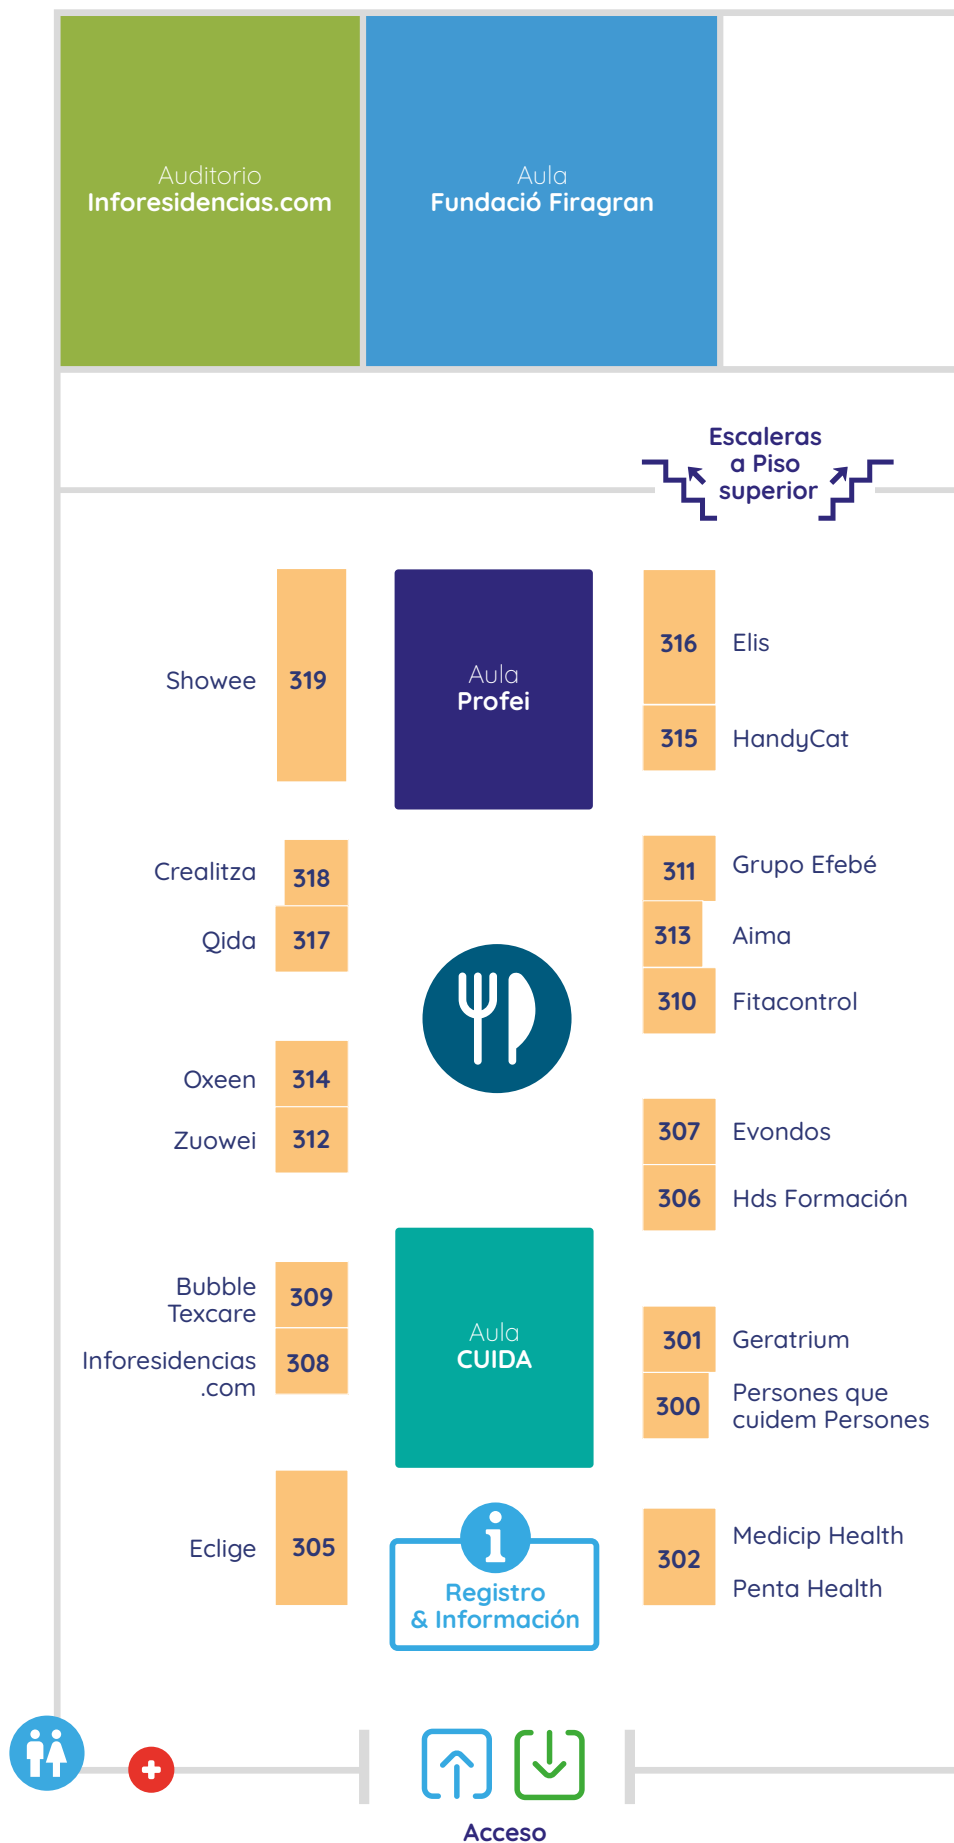 Auditorio
Inforesidencias.com
Aula
Fundació Firagran
Escaleras
a Piso
superior
Showee 319
Aula
Profei
316 Elis
315 HandyCat
Crealitza 318
Qida 317
311 Grupo Efebé
313 Aima
310 Fitacontrol
Oxeen 314
Zuowei 312
307 Evondos
306 Hds Formación
Bubble
Texcare
309
Inforesidencias
.com
308
Aula
CUIDA
301 Geratrium
300
Persones que
cuidem Persones
Eclige 305
Registro
& Información
302
Medicip Health
Penta Health
Acceso